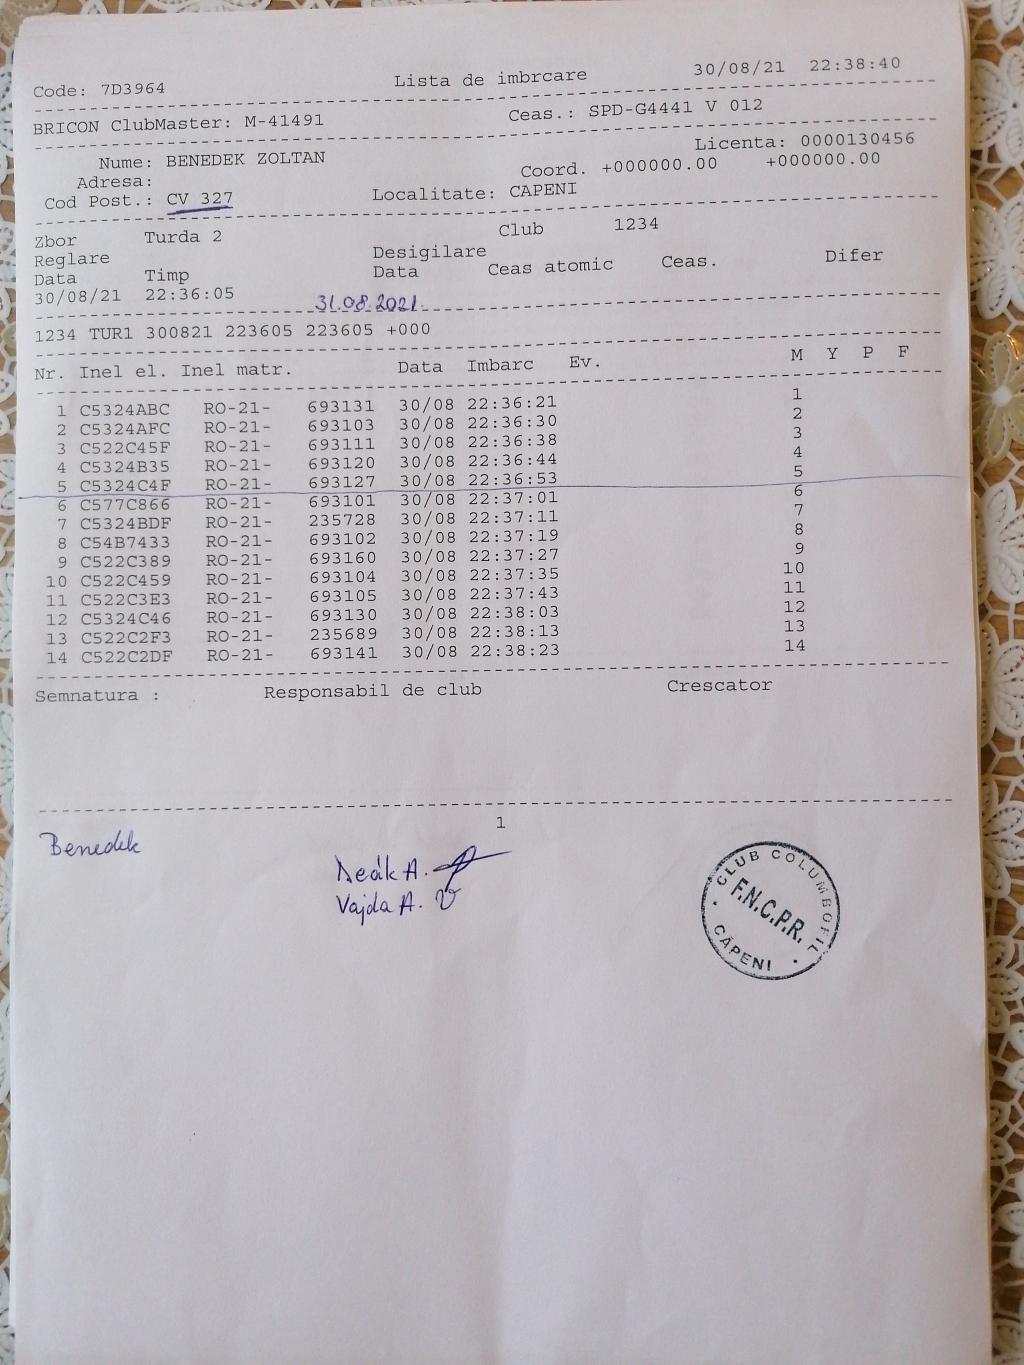 Code: 7D3964 Lista de imbrcare 30/08/21 22:38:40
BRICON ClubMaster: M-41491 Ceas.: SPD-G4441 V 012
Licenta: 0000130456
Nume: BENEDEK ZOLTAN Coord. +000000.00 +000000.00
Adresa:
Cod Post.: CV 327 Localitate: CAPENI
Zbor Turda 2 Club 1234
Reglare Desigilare
Data Timp Data Ceas atomic Ceas. Difer
30/08/21 22:36:05 31.08.2021.
1234 TUR1 300821 223605 223605 +000
Nr. Inel el. Inel matr. Data Imbarc Ev. M Y P F
1 C5324ABC RO-21- 693131 30/08 22:36:21 1
2 C5324AFC RO-21- 693103 30/08 22:36:30 2
3 C522C45F RO-21- 693111 30/08 22:36:38 3
4 C5324B35 RO-21- 693120 30/08 22:36:44 4
5 C5324C4F RO-21- 693127 30/08 22:36:53 5
6 C577C866 RO-21- 693101 30/08 22:37:01 6
7 C5324BDF RO-21- 235728 30/08 22:37:11 7
8 C54B7433 RO-21- 693102 30/08 22:37:19 8
9 C522C389 RO-21- 693160 30/08 22:37:27 9
10 C522C459 RO-21- 693104 30/08 22:37:35 10
11 C522C3E3 RO-21- 693105 30/08 22:37:43 11
12 C5324C46 RO-21- 693130 30/08 22:38:03 12
13 C522C2F3 RO-21- 235689 30/08 22:38:13 13
14 C522C2DF RO-21- 693141 30/08 22:38:23 14
Semnatura : Responsabil de club Crescator
1
Benedek
Deák A.
Vajda A.
CLUB COLUMBOFIL
F.N.C.P.R.
CĂPENI